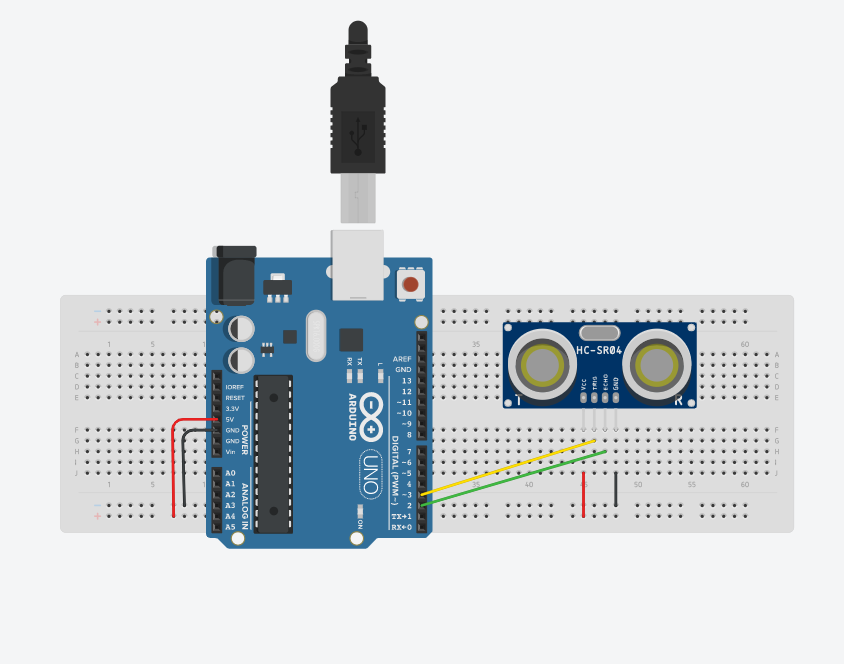 1 5 1 35 60
A
B
C
D
E
F
G
H
I
J
A
B
C
D
E
F
G
H
I
J
1 5 35 40 50 55 60
IOREF
RESET
3.3V
5V
GND
GND
Vin
POWER
A0
A1
A2
A3
A4
A5
ANALOG IN
RX
TX
L
ARDUINO
UNO
ON
AREF
GND
13
12
~11
~10
~9
8
7
~6
~5
4
~3
2
TX→1
RX←0
DIGITAL (PWM~)
HC-SR04
VCC
TRIG
ECHO
GND
T
R